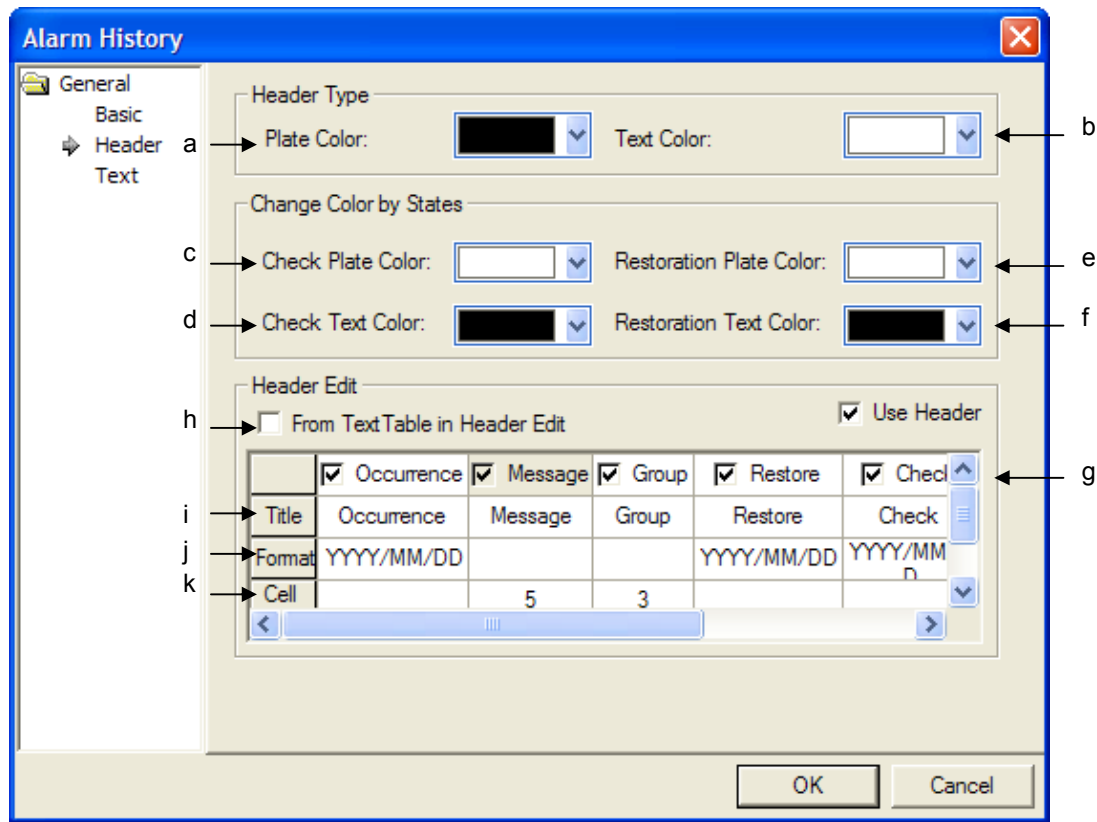 Alarm History
General
Basic
Header
Text
Header Type
a
Plate Color:
Text Color:
b
Change Color by States
c
Check Plate Color:
Restoration Plate Color:
e
d
Check Text Color:
Restoration Text Color:
f
Header Edit
h
From TextTable in Header Edit
Use Header
Occurrence Message Group Restore Check
g
i
Title Occurrence Message Group Restore Check
j
Format YYYY/MM/DD YYYY/MM/DD YYYY/MM
D
k
Cell 5 3
OK
Cancel